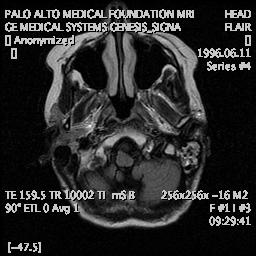 PALO ALTO MEDICAL FOUNDATION MRI HEAD
GE MEDICAL SYSTEMS GENESIS_SIGNA FLAIR
[] Anonymized []
[] 1996.06.11
Series #4
TE 159.5 TR 10002 TI mS B 256x256x -16 M2
90° ETL 0 Avg 1 F #1 I #3
09:29:41
[-47.5]